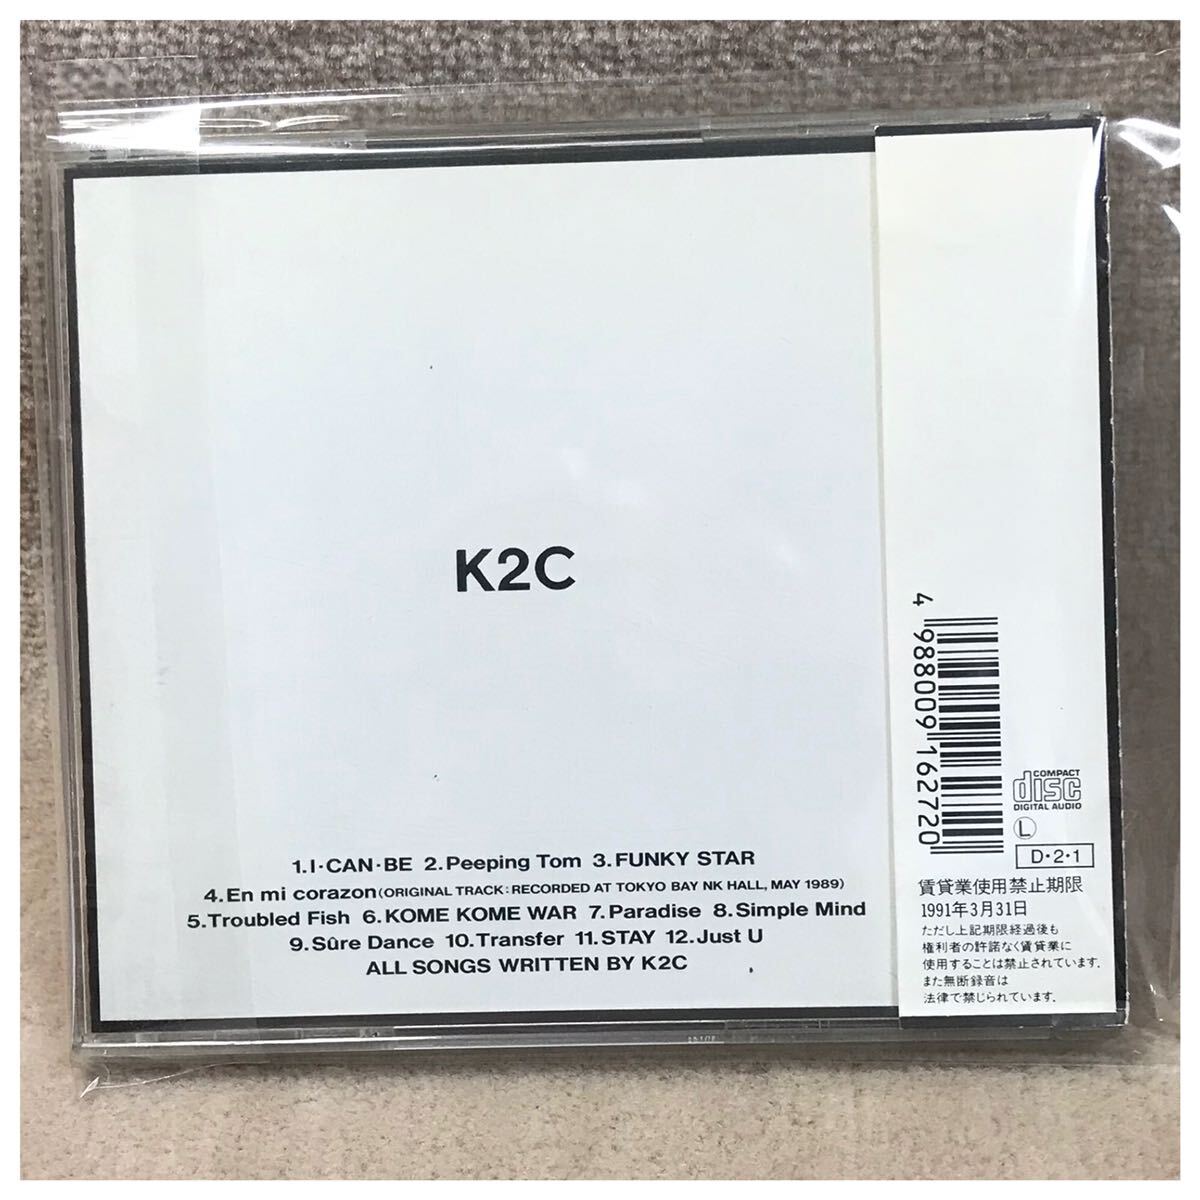 K2C
1.I·CAN·BE 2.Peeping Tom 3.FUNKY STAR
4.En mi corazon(ORIGINAL TRACK:RECORDED AT TOKYO BAY NK HALL, MAY 1989)
5.Troubled Fish 6.KOME KOME WAR 7.Paradise 8.Simple Mind
9.Sûre Dance 10.Transfer 11.STAY 12.Just U
ALL SONGS WRITTEN BY K2C
4 988009 162720
COMPACT
disc
DIGITAL AUDIO
L
D・2・1
賃貸業使用禁止期限
1991年3月31日
ただし上記期限経過後も
権利者の許諾なく賃貸業に
使用することは禁止されています.
また無断録音は
法律で禁じられています.